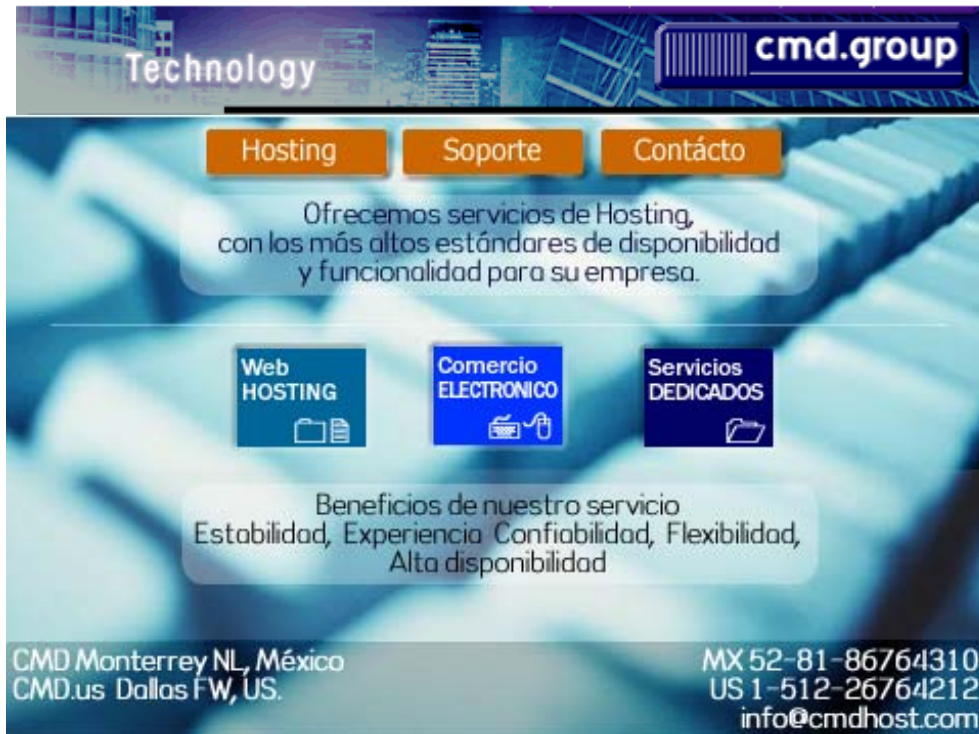 Technology
cmd.group
Hosting
Soporte
Contácto
Ofrecemos servicios de Hosting,
con los más altos estándares de disponibilidad
y funcionalidad para su empresa.
Web
HOSTING
Comercio
ELECTRONICO
Servicios
DEDICADOS
Beneficios de nuestro servicio
Estabilidad, Experiencia Confiabilidad, Flexibilidad,
Alta disponibilidad
CMD Monterrey NL, México
CMD.us Dallas FW, US.
MX 52-81-86764310
US 1-512-26764212
info@cmdhost.com